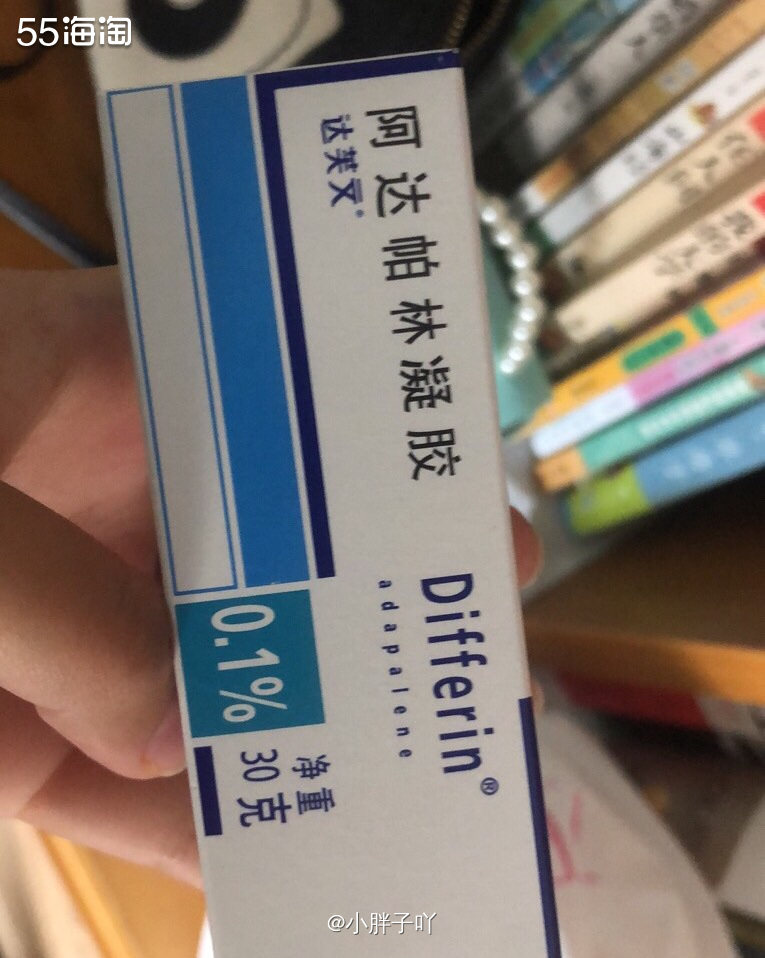 55海淘
阿达帕林凝胶
达芙文®
Differin®
adapalene
0.1%
净重
30克
@小胖子吖